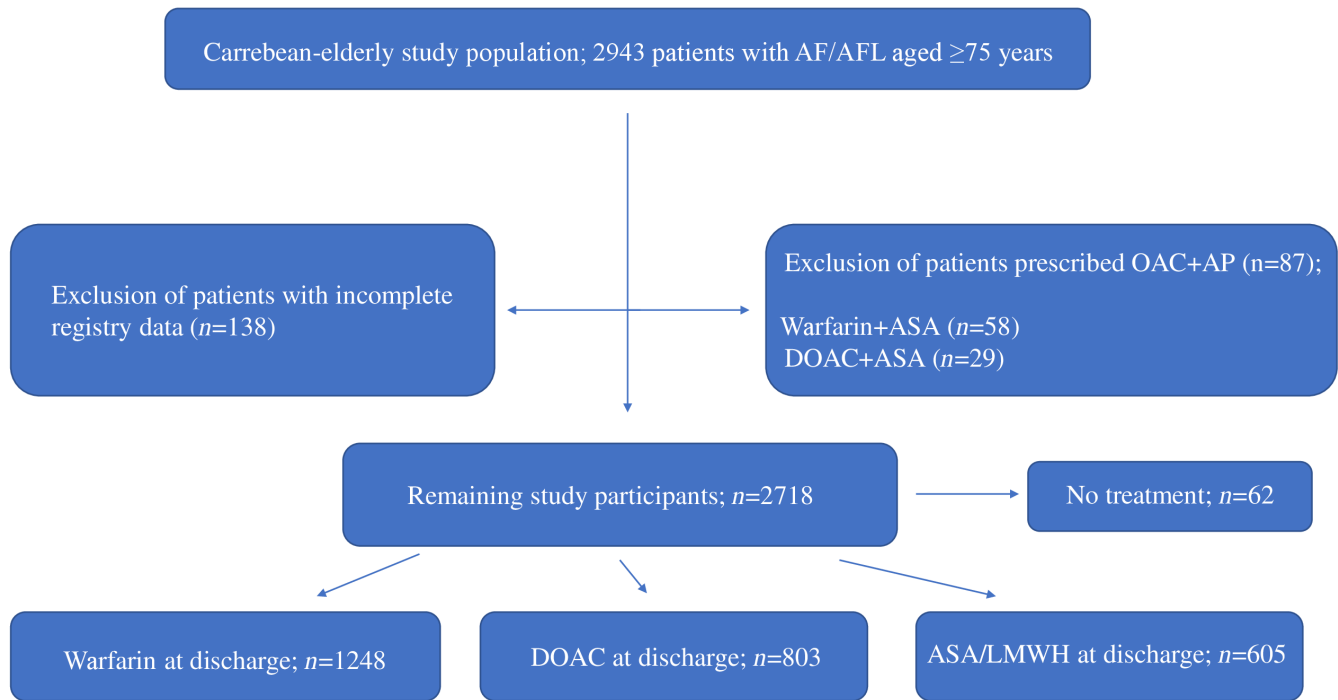 Carrebean-elderly study population; 2943 patients with AF/AFL aged ≥75 years
Exclusion of patients with incomplete
registry data (n=138)
Exclusion of patients prescribed OAC+AP (n=87);
Warfarin+ASA (n=58)
DOAC+ASA (n=29)
Remaining study participants; n=2718
No treatment; n=62
Warfarin at discharge; n=1248
DOAC at discharge; n=803
ASA/LMWH at discharge; n=605